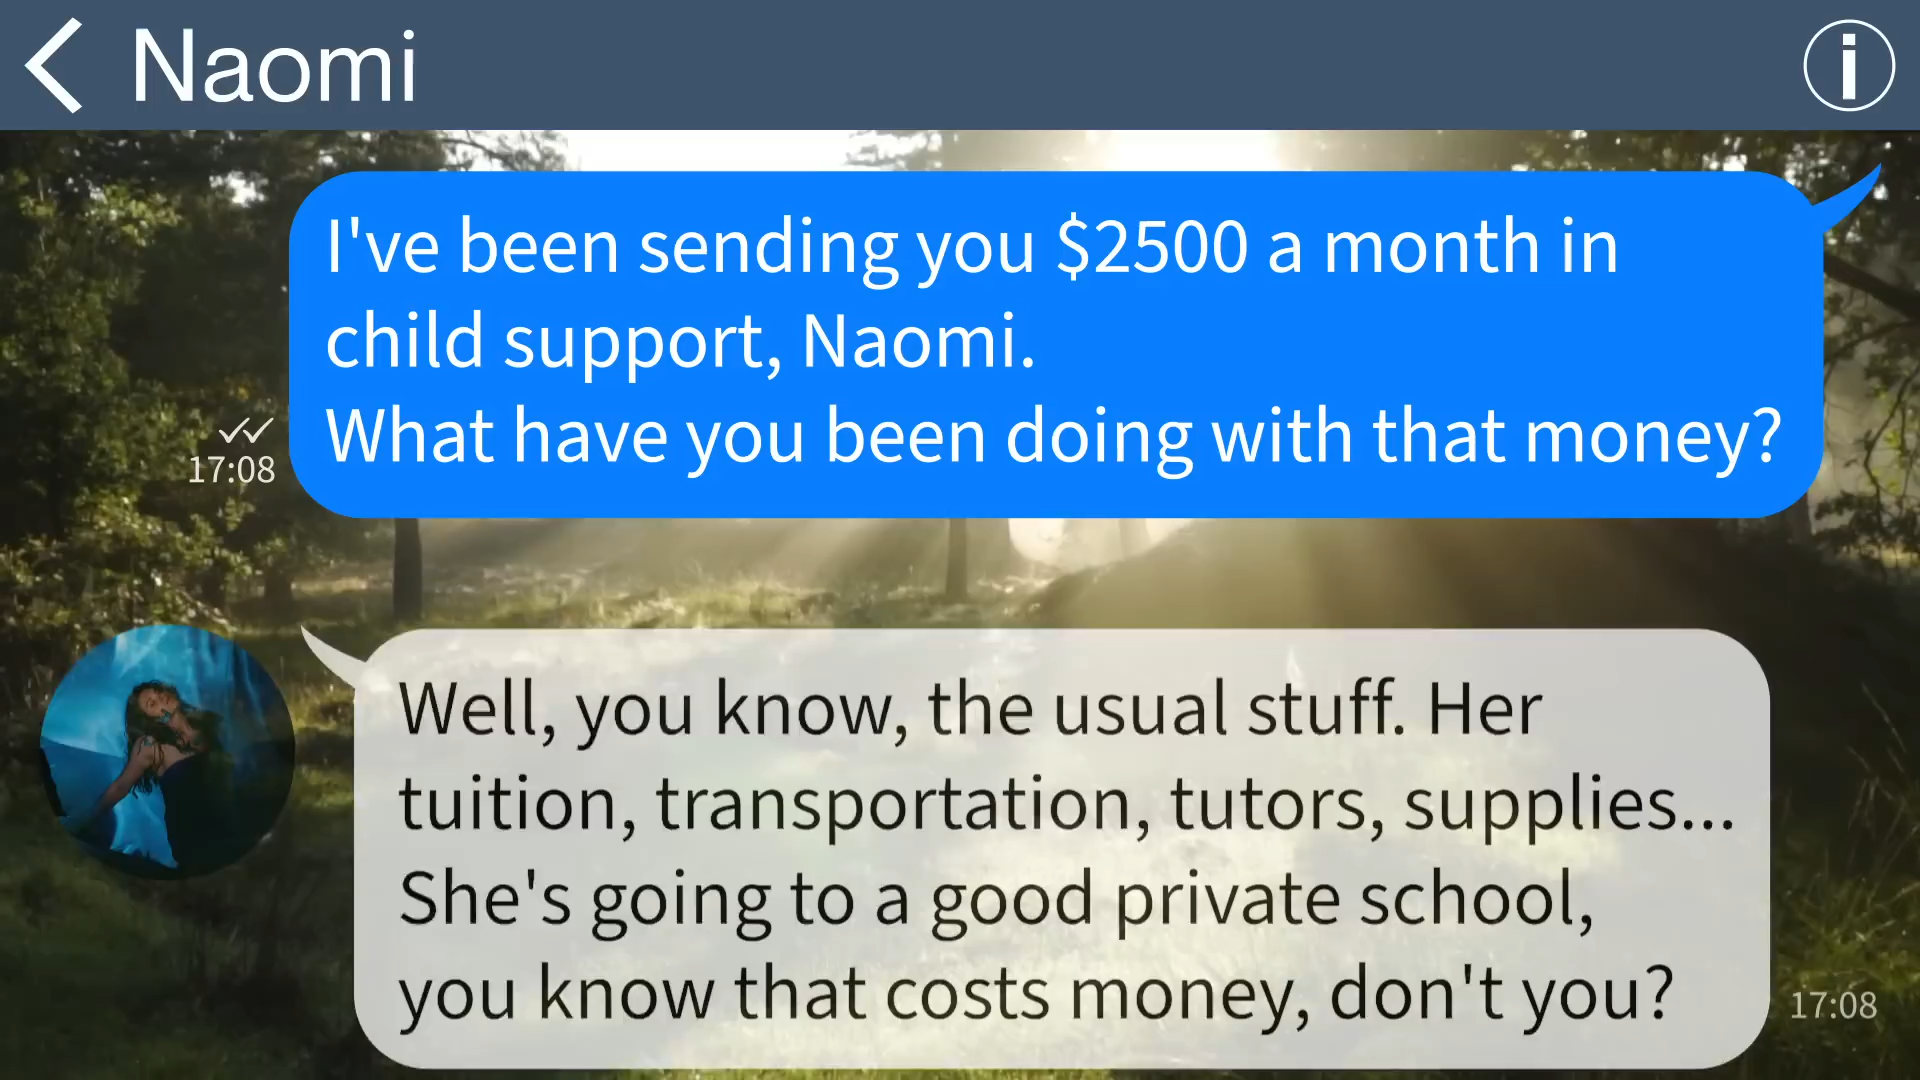 Naomi
I've been sending you $2500 a month in
child support, Naomi.
What have you been doing with that money?
17:08
Well, you know, the usual stuff. Her
tuition, transportation, tutors, supplies...
She's going to a good private school,
you know that costs money, don't you?
17:08